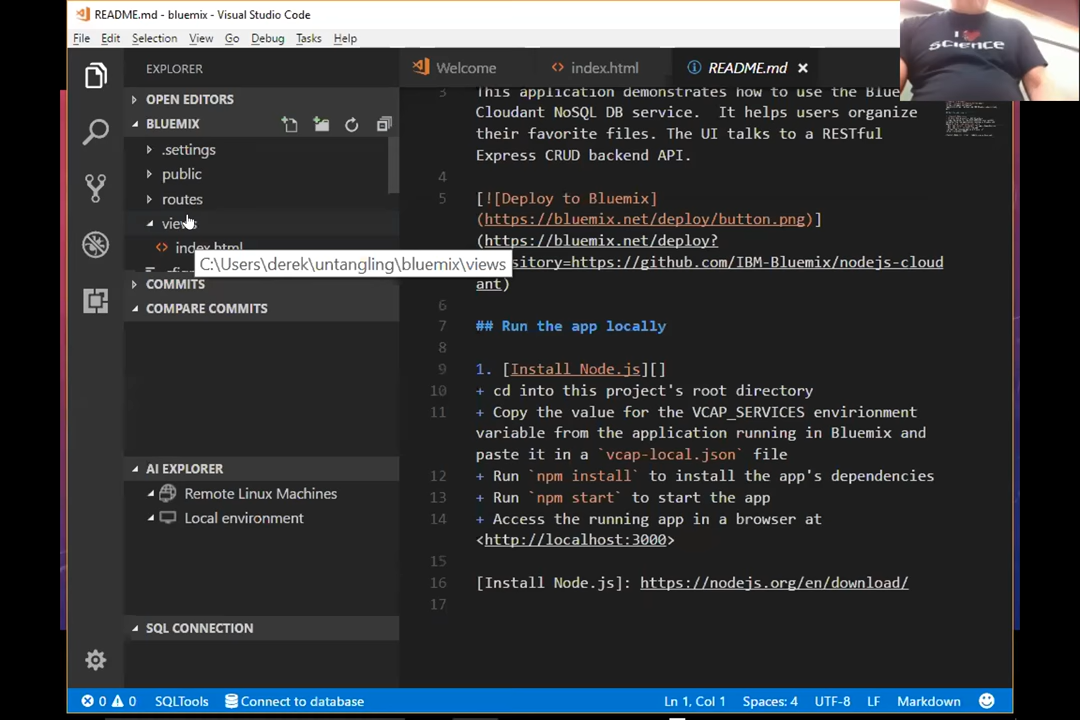 README.md - bluemix - Visual Studio Code
File Edit Selection View Go Debug Tasks Help
I SCIENCE
EXPLORER
Welcome
index.html
README.md
OPEN EDITORS
BLUEMIX
.settings
public
routes
views
index.html
C:\Users\derek\untangling\bluemix\views
COMMITS
COMPARE COMMITS
AI EXPLORER
Remote Linux Machines
Local environment
SQL CONNECTION
3 This application demonstrates how to use the
Cloudant NoSQL DB service. It helps users organize
their favorite files. The UI talks to a RESTful
Express CRUD backend API.
4
5 [![Deploy to Bluemix]
(https://bluemix.net/deploy/button.png)]
(https://bluemix.net/deploy?
sitory=https://github.com/IBM-Bluemix/nodejs-cloud
ant)
6
7 ## Run the app locally
8
9 1. [Install Node.js][]
10 + cd into this project's root directory
11 + Copy the value for the VCAP_SERVICES envirionment
variable from the application running in Bluemix and
paste it in a `vcap-local.json` file
12 + Run `npm install` to install the app's dependencies
13 + Run `npm start` to start the app
14 + Access the running app in a browser at
<http://localhost:3000>
15
16 [Install Node.js]: https://nodejs.org/en/download/
17
0 0 SQLTools Connect to database Ln 1, Col 1 Spaces: 4 UTF-8 LF Markdown